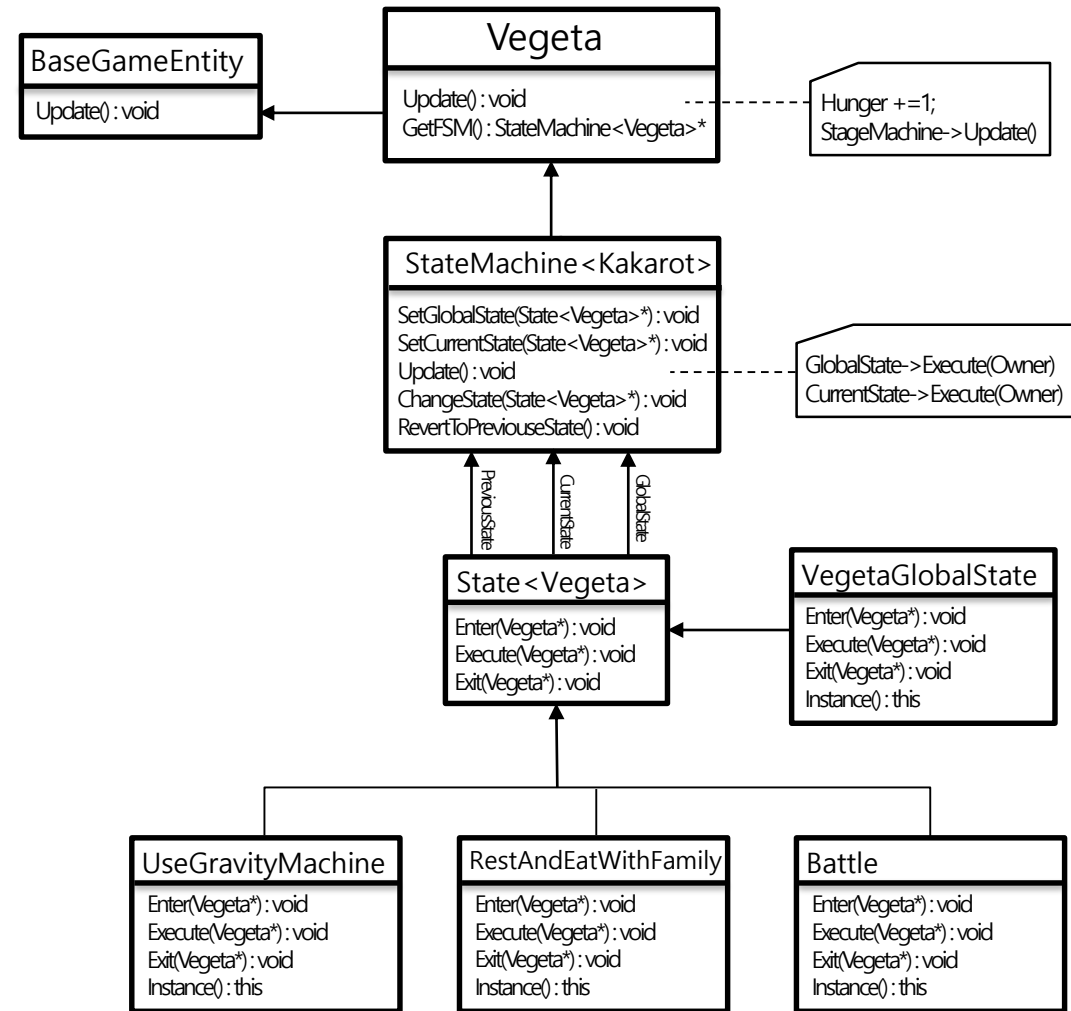 BaseGameEntity
Update() : void
Vegeta
Update() : void
GetFSM() : StateMachine<Vegeta>*
Hunger +=1;
StageMachine->Update()
StateMachine<Kakarot>
SetGlobalState(State<Vegeta>*) : void
SetCurrentState(State<Vegeta>*) : void
Update() : void
ChangeState(State<Vegeta>*) : void
RevertToPreviouseState() : void
GlobalState->Execute(Owner)
CurrentState->Execute(Owner)
PreviousState
CurrentState
GlobalState
State<Vegeta>
Enter(Vegeta*) : void
Execute(Vegeta*) : void
Exit(Vegeta*) : void
VegetaGlobalState
Enter(Vegeta*) : void
Execute(Vegeta*) : void
Exit(Vegeta*) : void
Instance() : this
UseGravityMachine
Enter(Vegeta*) : void
Execute(Vegeta*) : void
Exit(Vegeta*) : void
Instance() : this
RestAndEatWithFamily
Enter(Vegeta*) : void
Execute(Vegeta*) : void
Exit(Vegeta*) : void
Instance() : this
Battle
Enter(Vegeta*) : void
Execute(Vegeta*) : void
Exit(Vegeta*) : void
Instance() : this